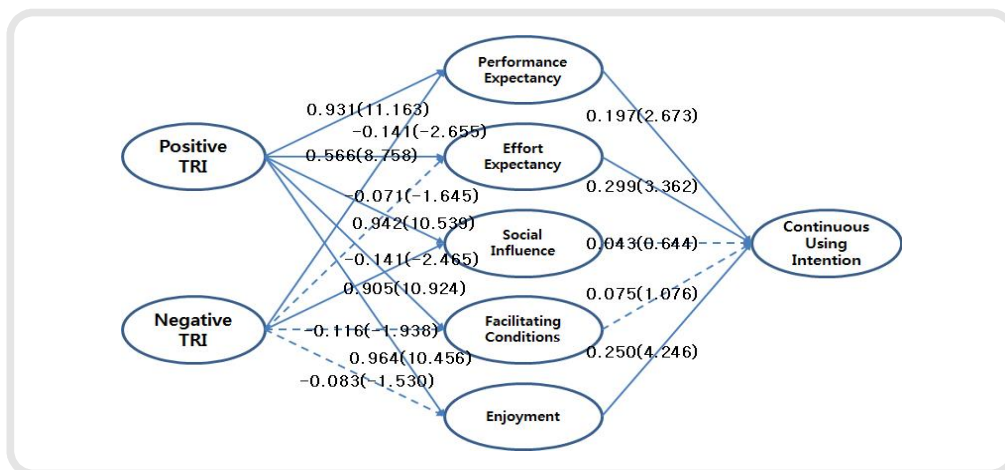 Performance
Expectancy
0.931(11.163)
0.197(2.673)
-0.141(-2.655)
Positive
TRI
0.566(8.758)
Effort
Expectancy
-0.071(-1.645)
0.299(3.362)
0.942(10.539)
Social
Influence
0.043(0.644)
Continuous
Using
Intention
-0.141(-2.465)
0.905(10.924)
0.075(1.076)
Negative
TRI
-0.116(-1.938)
Facilitating
Conditions
0.964(10.456)
0.250(4.246)
-0.083(-1.530)
Enjoyment